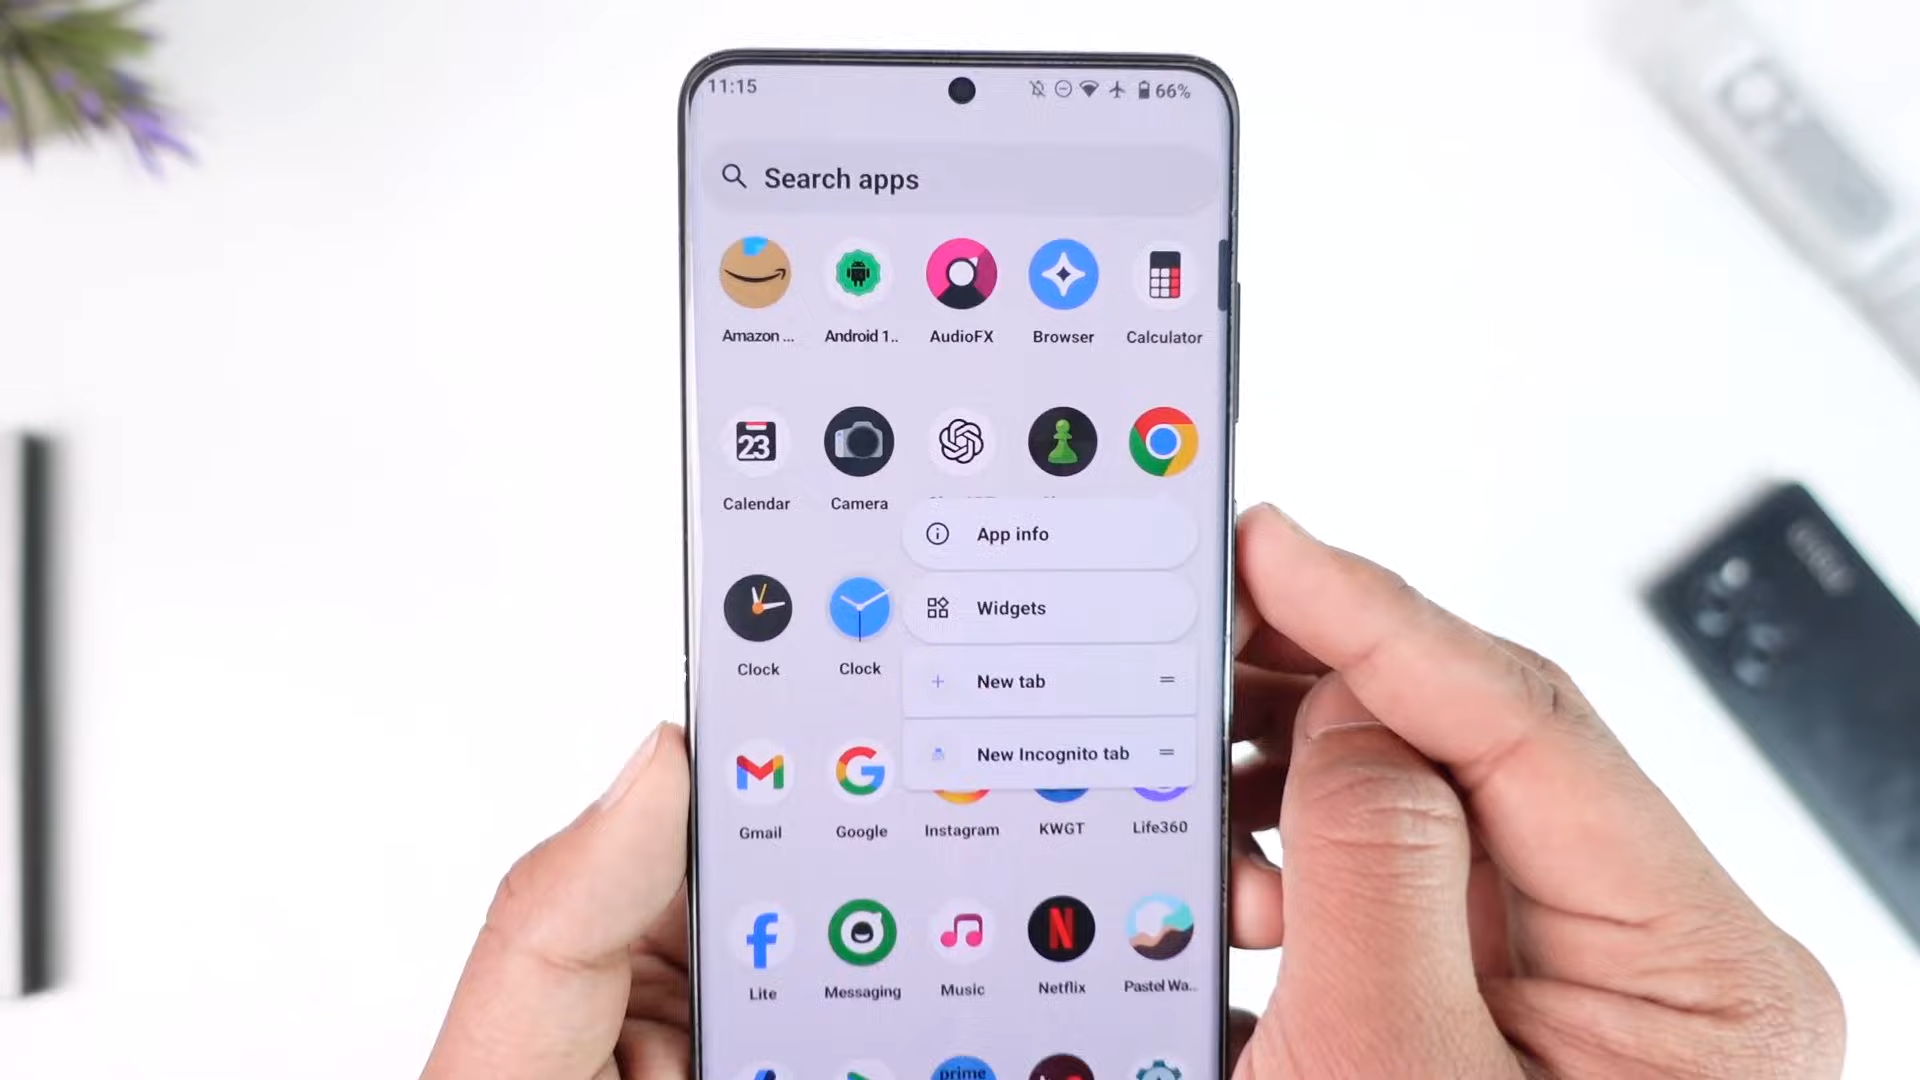 11:15 66%
Search apps
Amazon ... Android 1.. AudioFX Browser Calculator
23
Calendar Camera
App info
Widgets
Clock Clock
New tab
New Incognito tab
Gmail Google Instagram KWGT Life360
Lite Messaging Music Netflix Pastel Wa..
prime